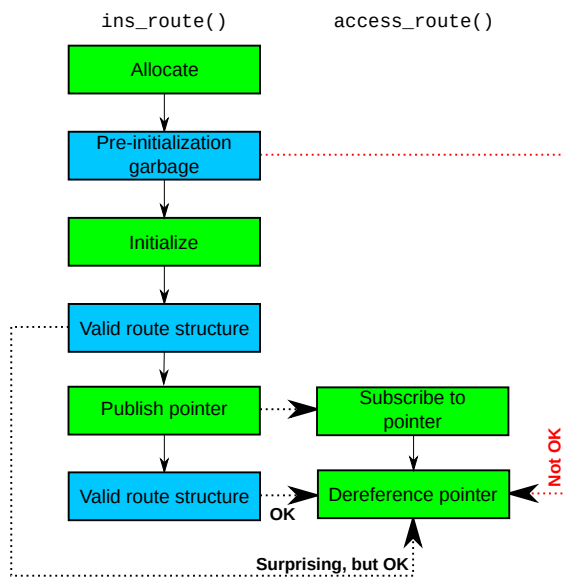 ins_route()
access_route()
Allocate
Pre-initialization
garbage
Initialize
Valid route structure
Publish pointer
Subscribe to
pointer
Not OK
Valid route structure
Dereference pointer
OK
Surprising, but OK